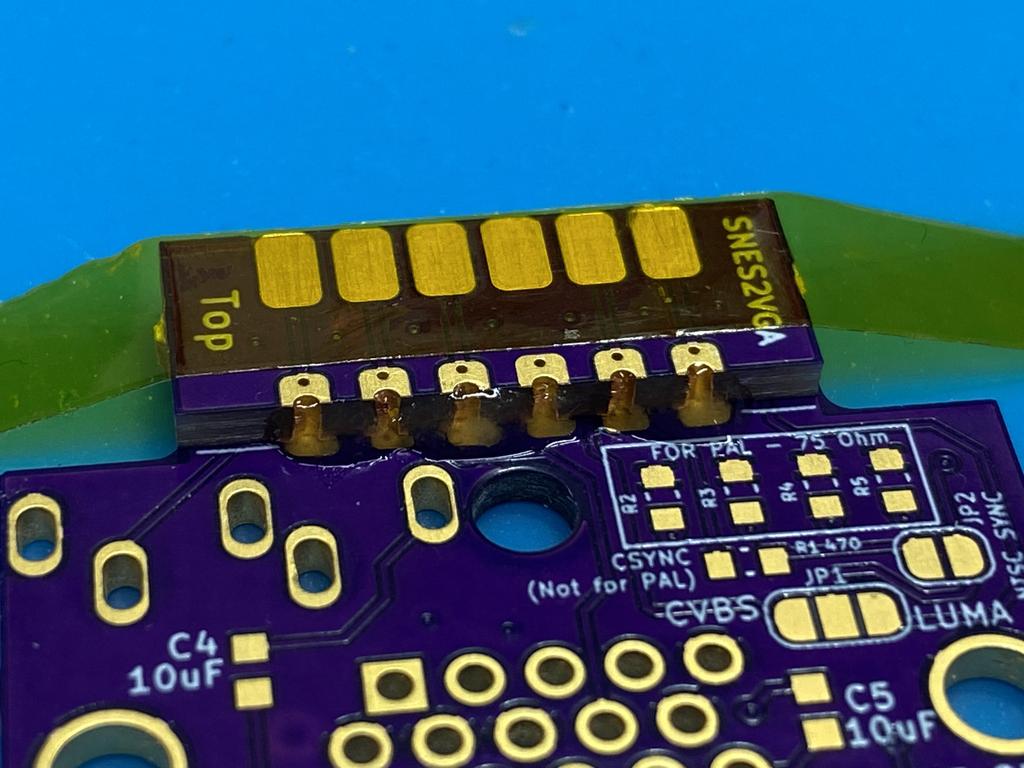 Top
SNES2VGA
FOR PAL - 75 Ohm
R2
R3
R4
R5
JP2
NTSC SYNC
CSYNC
(Not for PAL)
R1 470
JP1
CVBS
LUMA
C4
10uF
C5
10uF